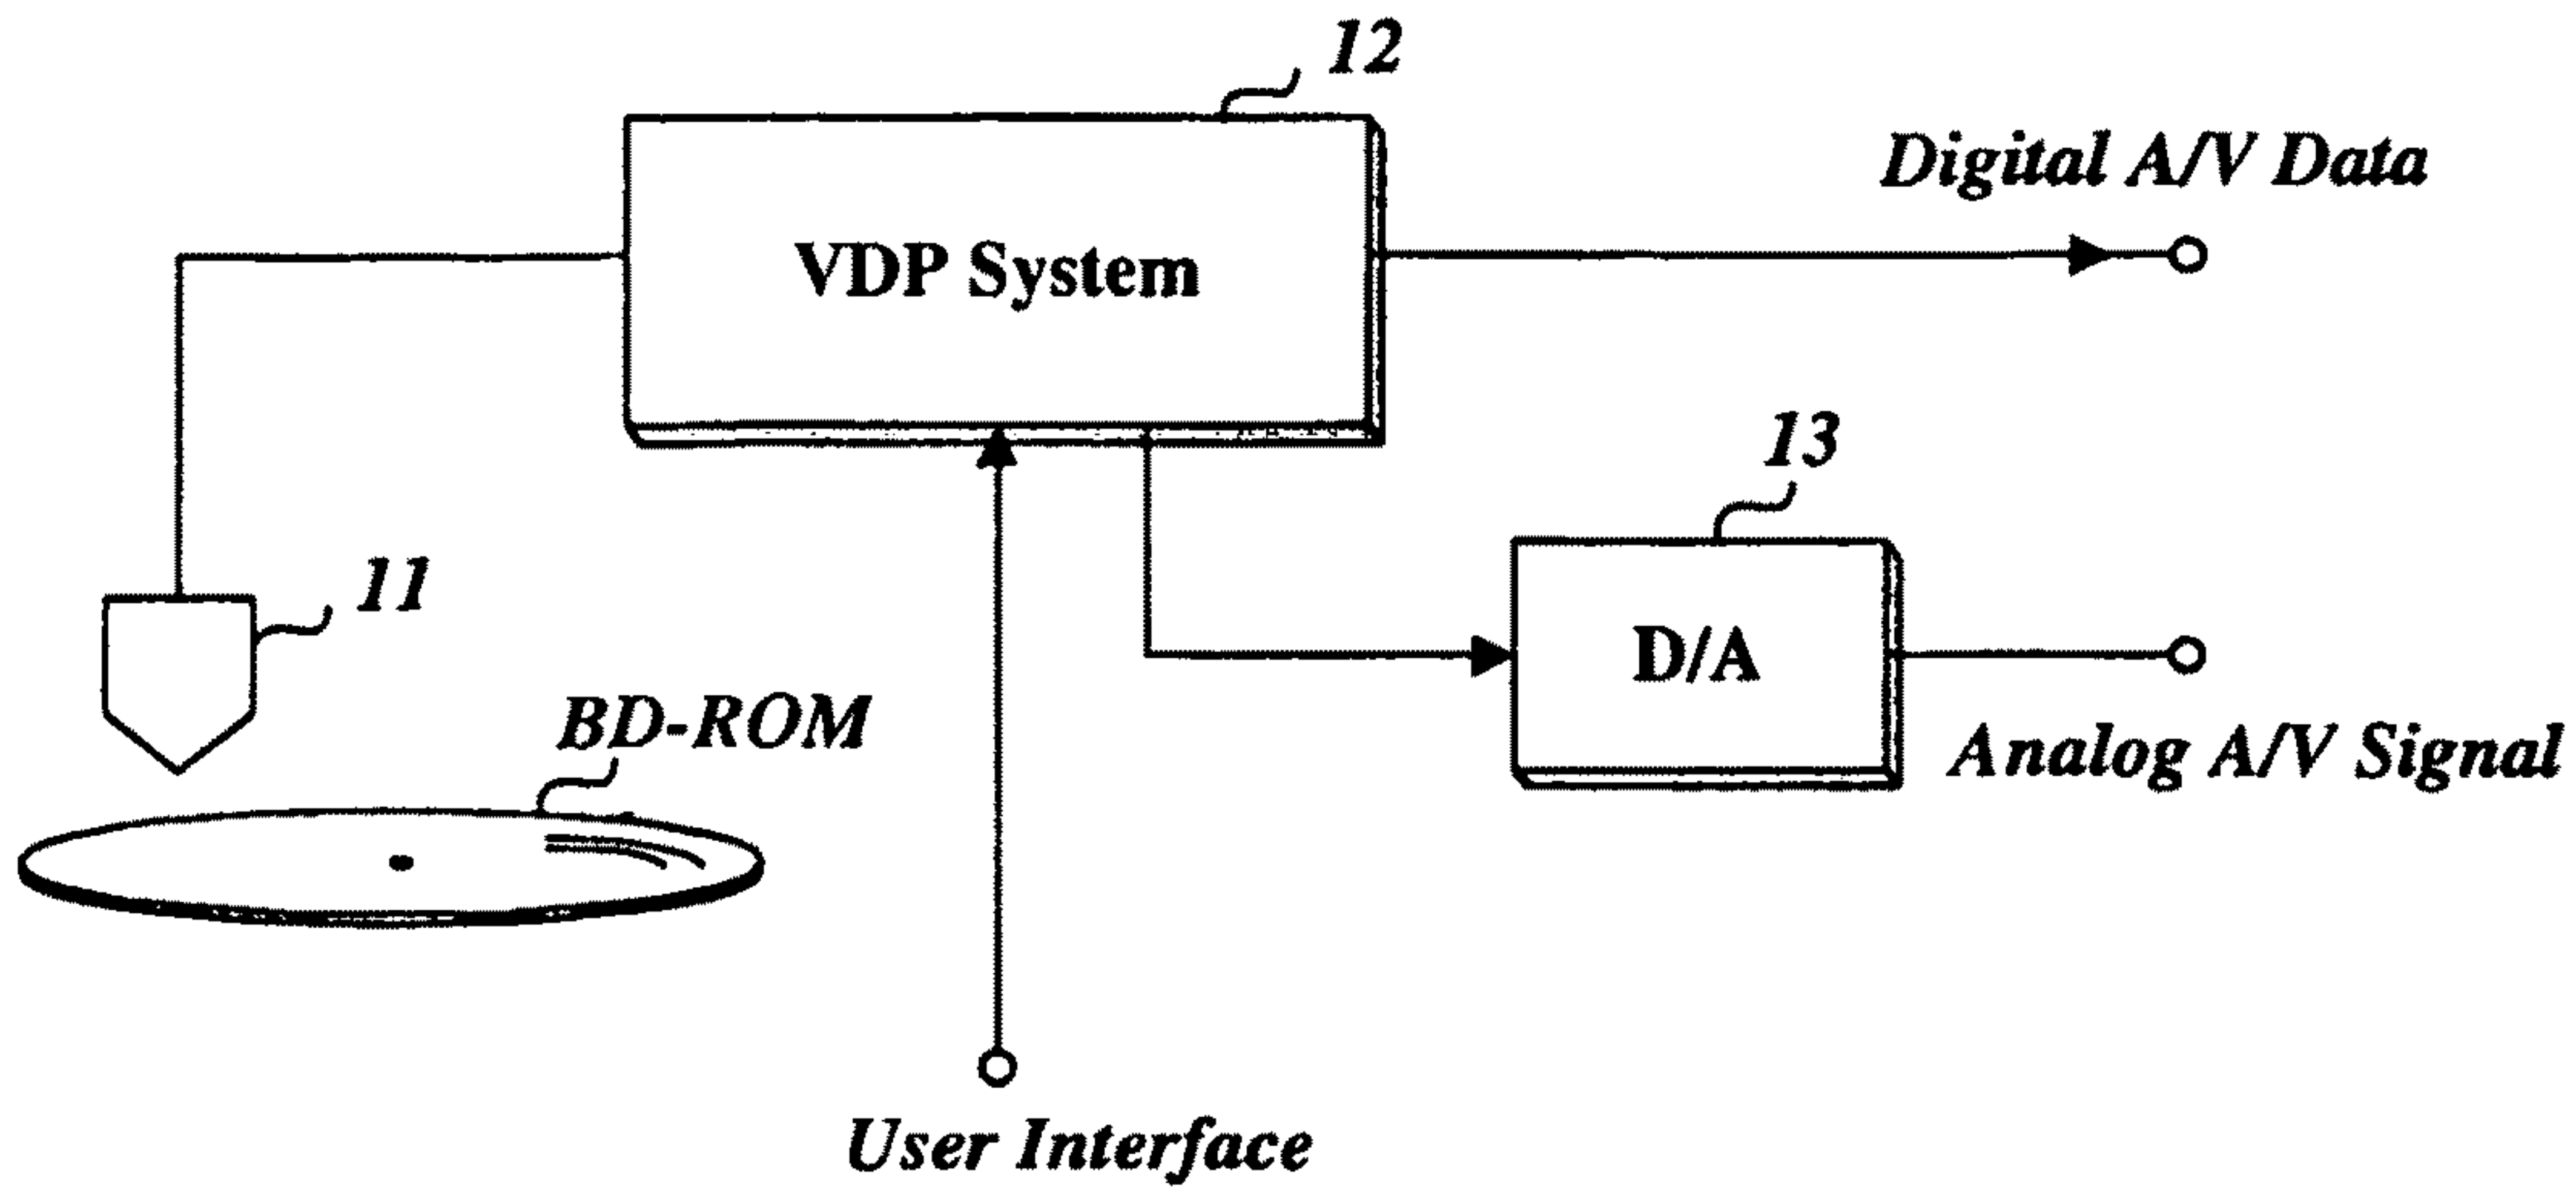 12
Digital A/V Data
VDP System
13
11
D/A
BD-ROM
Analog A/V Signal
User Interface